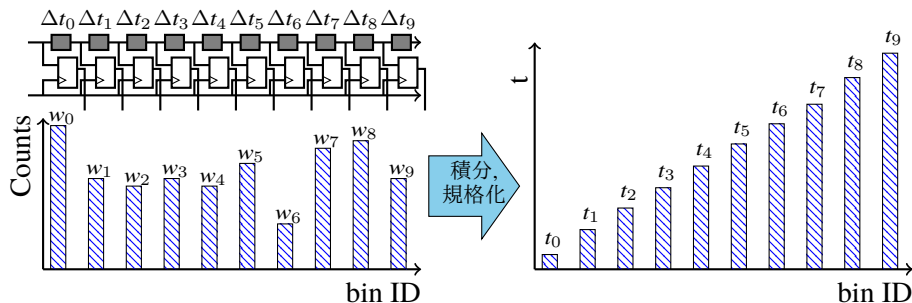 Δt₀ Δt₁ Δt₂ Δt₃ Δt₄ Δt₅ Δt₆ Δt₇ Δt₈ Δt₉
Counts
w₀ w₁ w₂ w₃ w₄ w₅ w₆ w₇ w₈ w₉
bin ID
積分,
規格化
t
t₀ t₁ t₂ t₃ t₄ t₅ t₆ t₇ t₈ t₉
bin ID